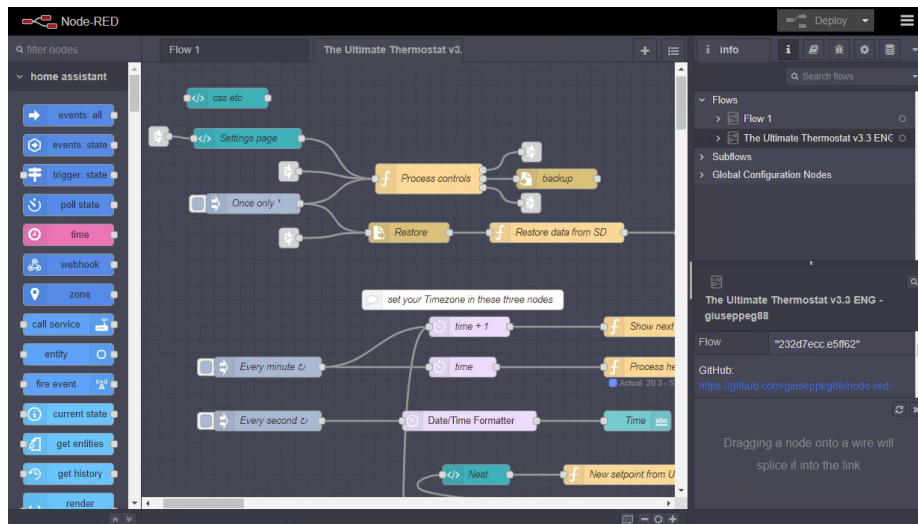 Node-RED
Deploy
filter nodes
Flow 1
The Ultimate Thermostat v3.
info
Search flows
home assistant
events: all
events: state
trigger: state
poll state
time
webhook
zone
call service
entity
fire event
current state
get entities
get history
render
css etc
Settings page
Process controls
backup
Once only ¹
Restore
Restore data from SD
set your Timezone in these three nodes
time + 1
Show next
Every minute ↻
time
Process he
Actual: 20.3 - S
Every second ↻
Date/Time Formatter
Time
abc
Nest
New setpoint from U
Flows
Flow 1
The Ultimate Thermostat v3.3 ENG
Subflows
Global Configuration Nodes
The Ultimate Thermostat v3.3 ENG -
giuseppeg88
Flow
"232d7ecc.e5ff62"
GitHub:
https://github.com/giuseppeg88/node-red-
Dragging a node onto a wire will
splice it into the link